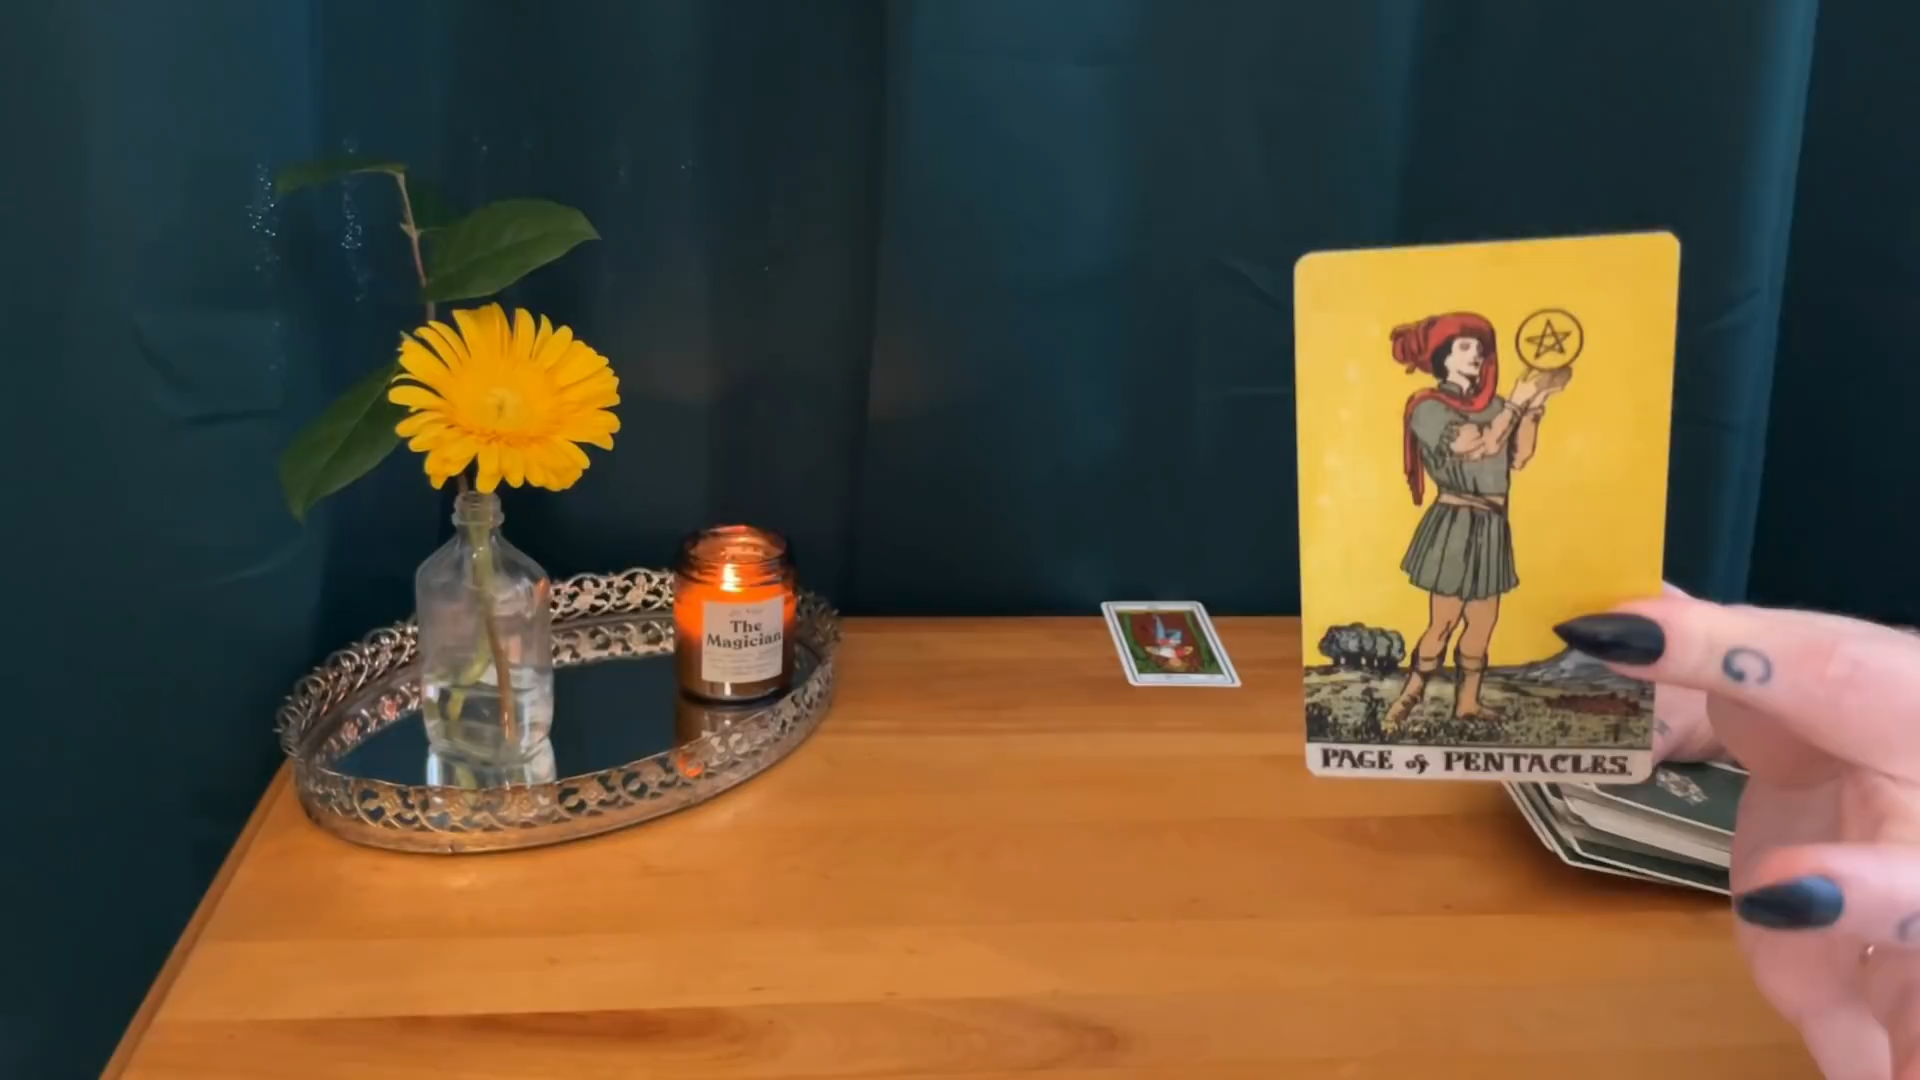 The
Magician
PAGE of PENTACLES.